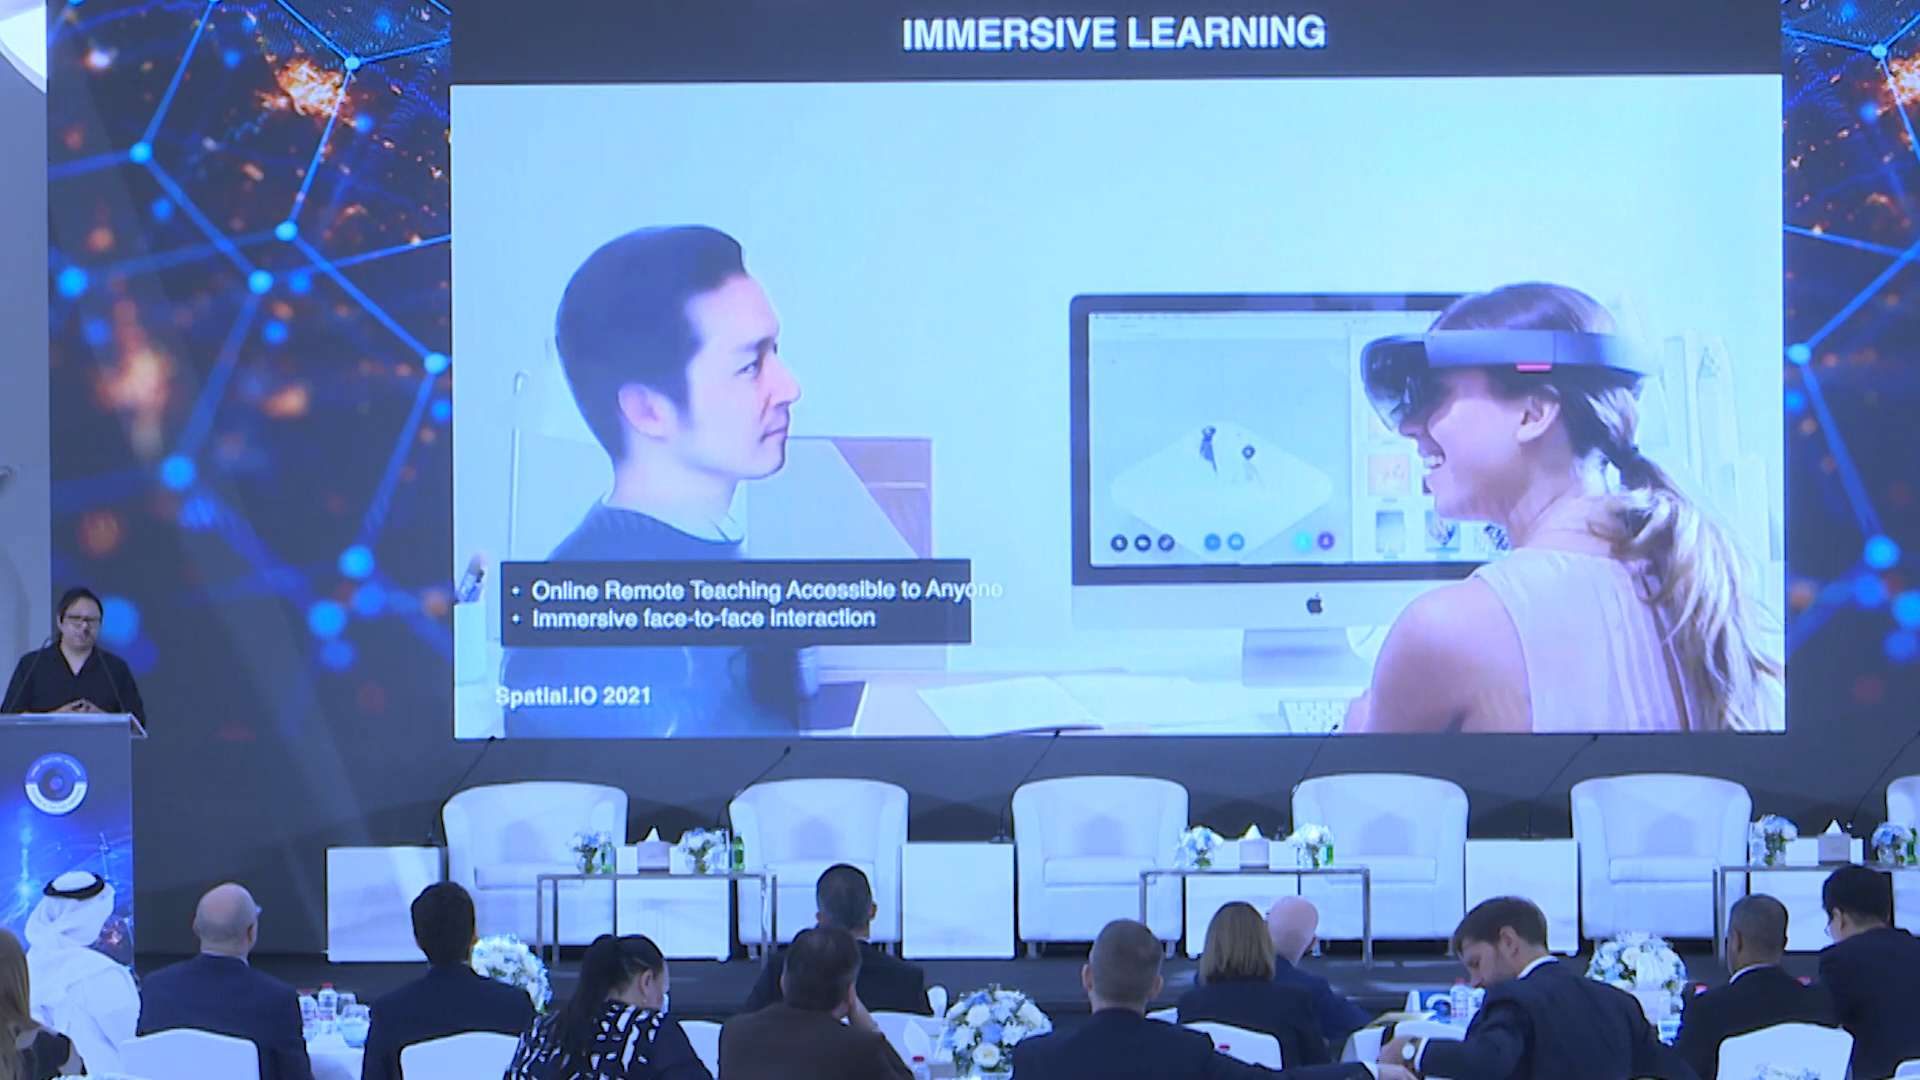 IMMERSIVE LEARNING
• Online Remote Teaching Accessible to Anyone
• Immersive face-to-face Interaction
Spatial.IO 2021